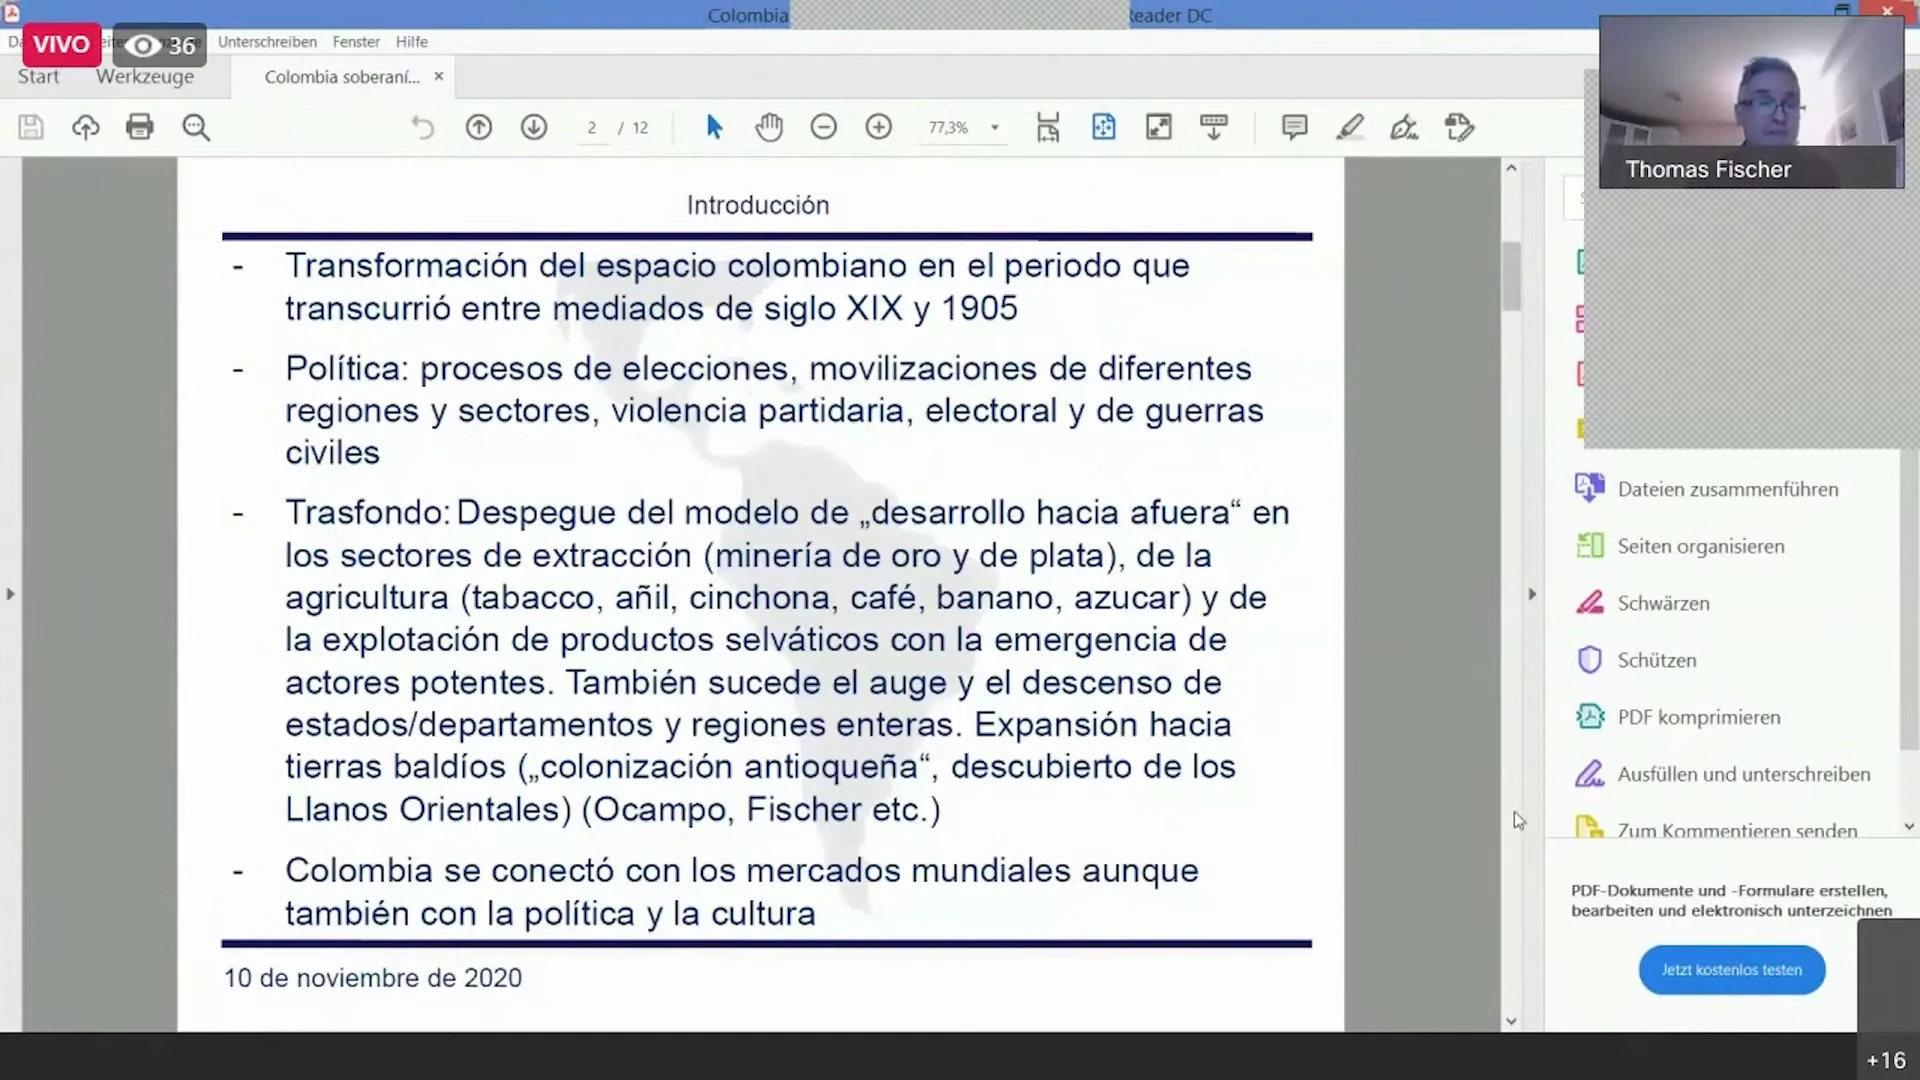 Colombia
Reader DC
VIVO
36
Unterschreiben Fenster Hilfe
Start Werkzeuge
Colombia soberaní... ×
2 / 12
77,3%
Thomas Fischer
Introducción
- Transformación del espacio colombiano en el periodo que
transcurrió entre mediados de siglo XIX y 1905
- Política: procesos de elecciones, movilizaciones de diferentes
regiones y sectores, violencia partidaria, electoral y de guerras
civiles
- Trasfondo: Despegue del modelo de „desarrollo hacia afuera“ en
los sectores de extracción (minería de oro y de plata), de la
agricultura (tabacco, añil, cinchona, café, banano, azucar) y de
la explotación de productos selváticos con la emergencia de
actores potentes. También sucede el auge y el descenso de
estados/departamentos y regiones enteras. Expansión hacia
tierras baldíos („colonización antioqueña“, descubierto de los
Llanos Orientales) (Ocampo, Fischer etc.)
- Colombia se conectó con los mercados mundiales aunque
también con la política y la cultura
10 de noviembre de 2020
Dateien zusammenführen
Seiten organisieren
Schwärzen
Schützen
PDF komprimieren
Ausfüllen und unterschreiben
Zum Kommentieren senden
PDF-Dokumente und -Formulare erstellen,
bearbeiten und elektronisch unterzeichnen
Jetzt kostenlos testen
+16